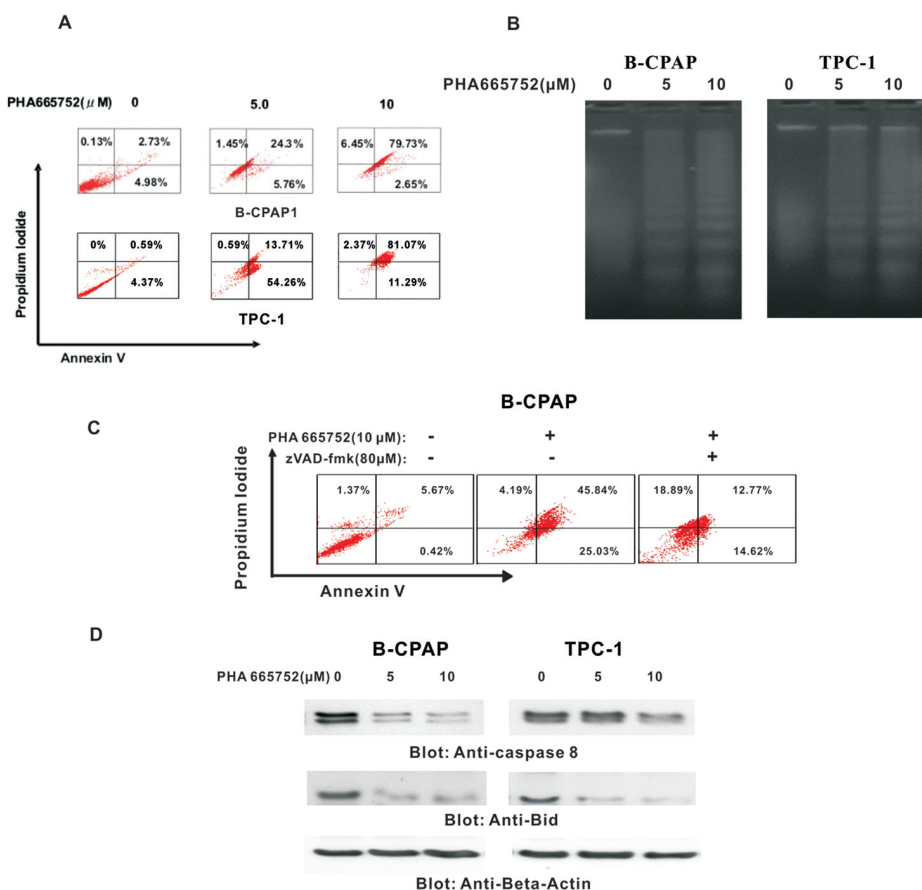 A
PHA665752(μM) 0 5.0 10
0.13% 2.73% 1.45% 24.3% 6.45% 79.73%
4.98% 5.76% 2.65%
B-CPAP1
0% 0.59% 0.59% 13.71% 2.37% 81.07%
4.37% 54.26% 11.29%
TPC-1
Propidium Iodide
Annexin V
B
B-CPAP TPC-1
PHA665752(μM) 0 5 10 0 5 10
C
B-CPAP
PHA 665752(10 μM): - + +
zVAD-fmk(80μM): - - +
1.37% 5.67% 4.19% 45.84% 18.89% 12.77%
0.42% 25.03% 14.62%
Propidium Iodide
Annexin V
D
B-CPAP TPC-1
PHA 665752(μM) 0 5 10 0 5 10
Blot: Anti-caspase 8
Blot: Anti-Bid
Blot: Anti-Beta-Actin